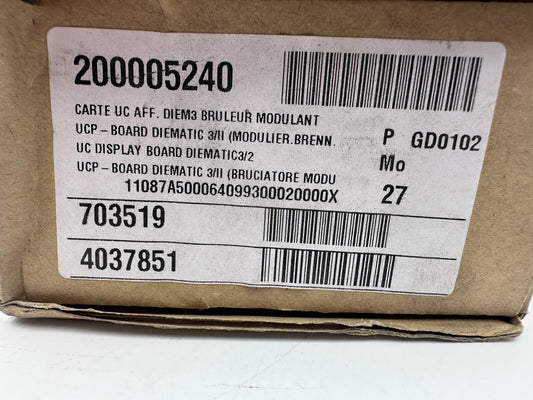 200005240
CARTE UC AFF. DIEM3 BRULEUR MODULANT
UCP - BOARD DIEMATIC 3/II (MODULIER.BRENN. P GD0102
UC DISPLAY BOARD DIEMATIC3/2 Mo
UCP - BOARD DIEMATIC 3/II (BRUCIATORE MODU
11087A500064099300020000X 27
703519
4037851